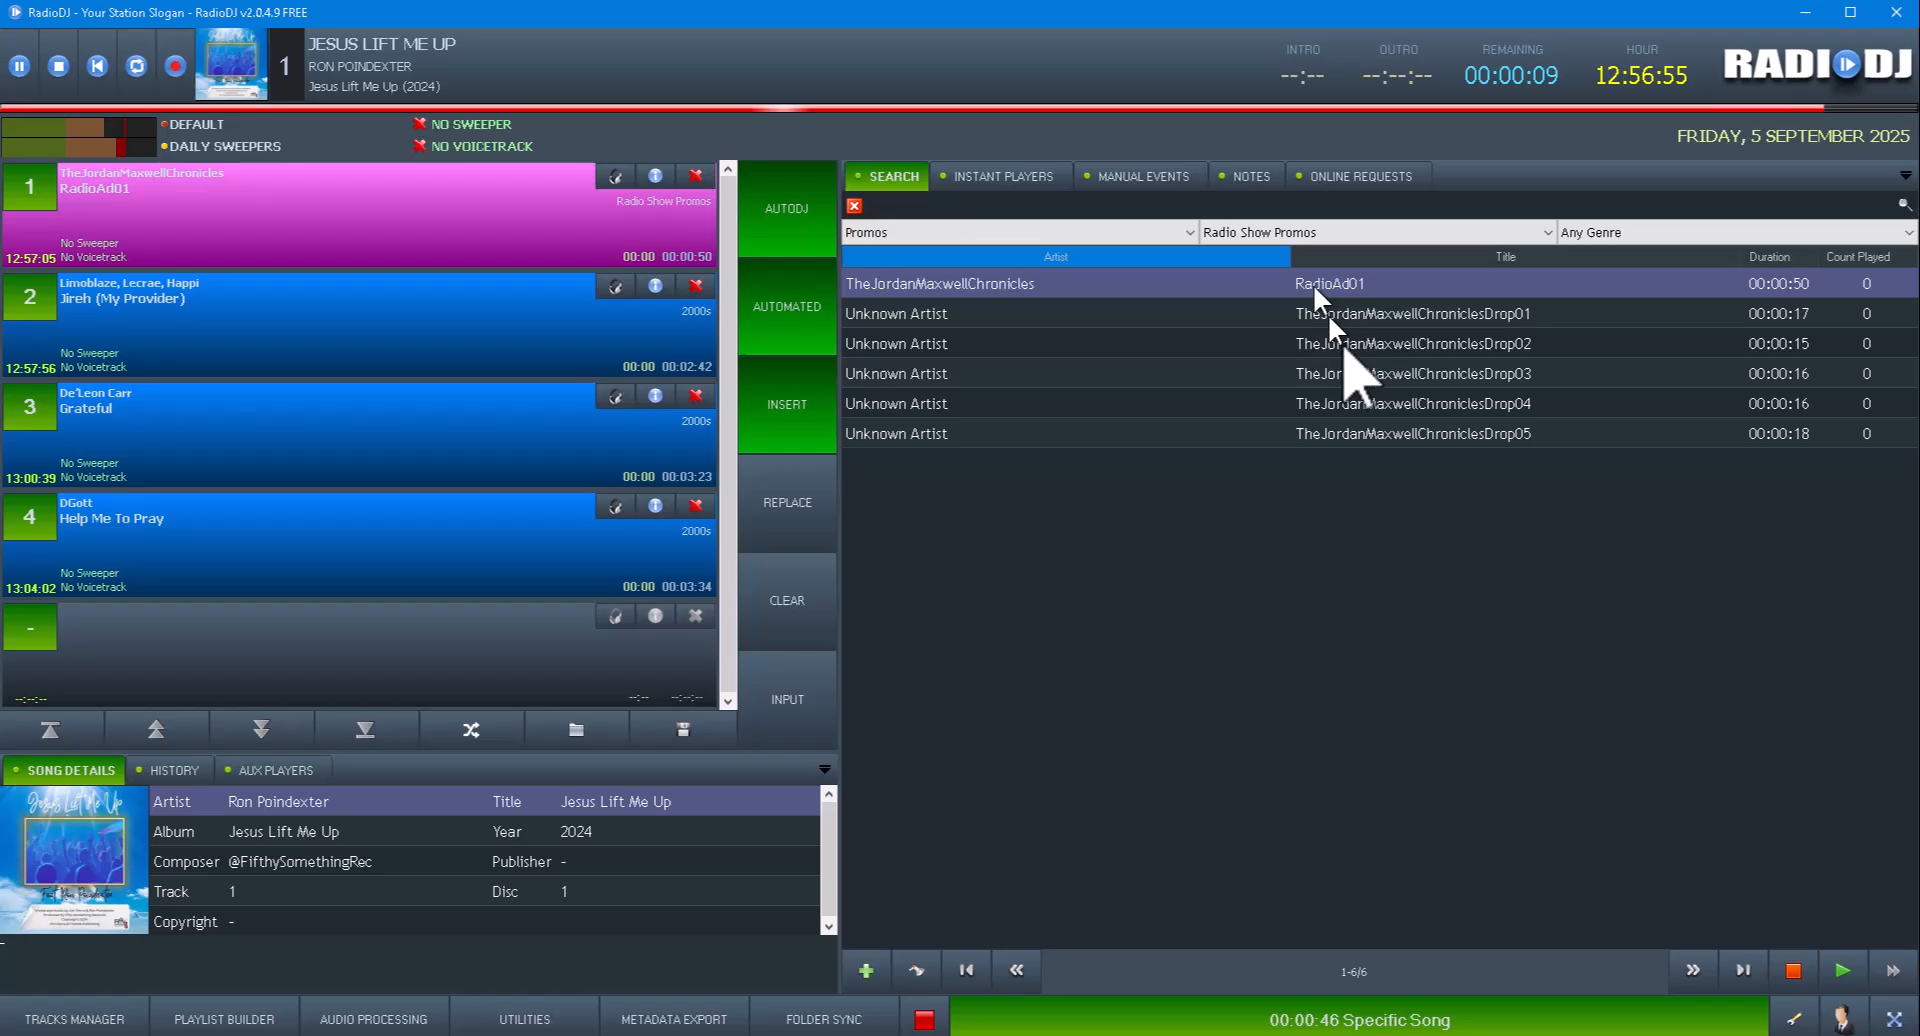 RadioDJ - Your Station Slogan - RadioDJ v2.0.4.9 FREE
1
JESUS LIFT ME UP
RON POINDEXTER
Jesus Lift Me Up (2024)
INTRO
--:--
OUTRO
--:--:--
REMAINING
00:00:09
HOUR
12:56:55
RADIODJ
DEFAULT
DAILY SWEEPERS
NO SWEEPER
NO VOICETRACK
FRIDAY, 5 SEPTEMBER 2025
1
TheJordanMaxwellChronicles
RadioAd01
Radio Show Promos
No Sweeper
12:57:05 No Voicetrack 00:00 00:00:50
2
Limoblaze, Lecrae, Happi
Jireh (My Provider)
2000s
No Sweeper
12:57:56 No Voicetrack 00:00 00:02:42
3
De'Leon Carr
Grateful
2000s
No Sweeper
13:00:39 No Voicetrack 00:00 00:03:23
4
DGott
Help Me To Pray
2000s
No Sweeper
13:04:02 No Voicetrack 00:00 00:03:34
-
--:--:-- --:-- --:--:--
AUTODJ
AUTOMATED
INSERT
REPLACE
CLEAR
INPUT
SEARCH INSTANT PLAYERS MANUAL EVENTS NOTES ONLINE REQUESTS
Promos Radio Show Promos Any Genre
Artist Title Duration Count Played
TheJordanMaxwellChronicles RadioAd01 00:00:50 0
Unknown Artist TheJordanMaxwellChroniclesDrop01 00:00:17 0
Unknown Artist TheJordanMaxwellChroniclesDrop02 00:00:15 0
Unknown Artist TheJordanMaxwellChroniclesDrop03 00:00:16 0
Unknown Artist TheJordanMaxwellChroniclesDrop04 00:00:16 0
Unknown Artist TheJordanMaxwellChroniclesDrop05 00:00:18 0
SONG DETAILS HISTORY AUX PLAYERS
Jesus Lift Me Up
Artist Ron Poindexter Title Jesus Lift Me Up
Album Jesus Lift Me Up Year 2024
Composer @FifthySomethingRec Publisher -
Track 1 Disc 1
Copyright -
1-6/6
TRACKS MANAGER PLAYLIST BUILDER AUDIO PROCESSING UTILITIES METADATA EXPORT FOLDER SYNC
00:00:46 Specific Song